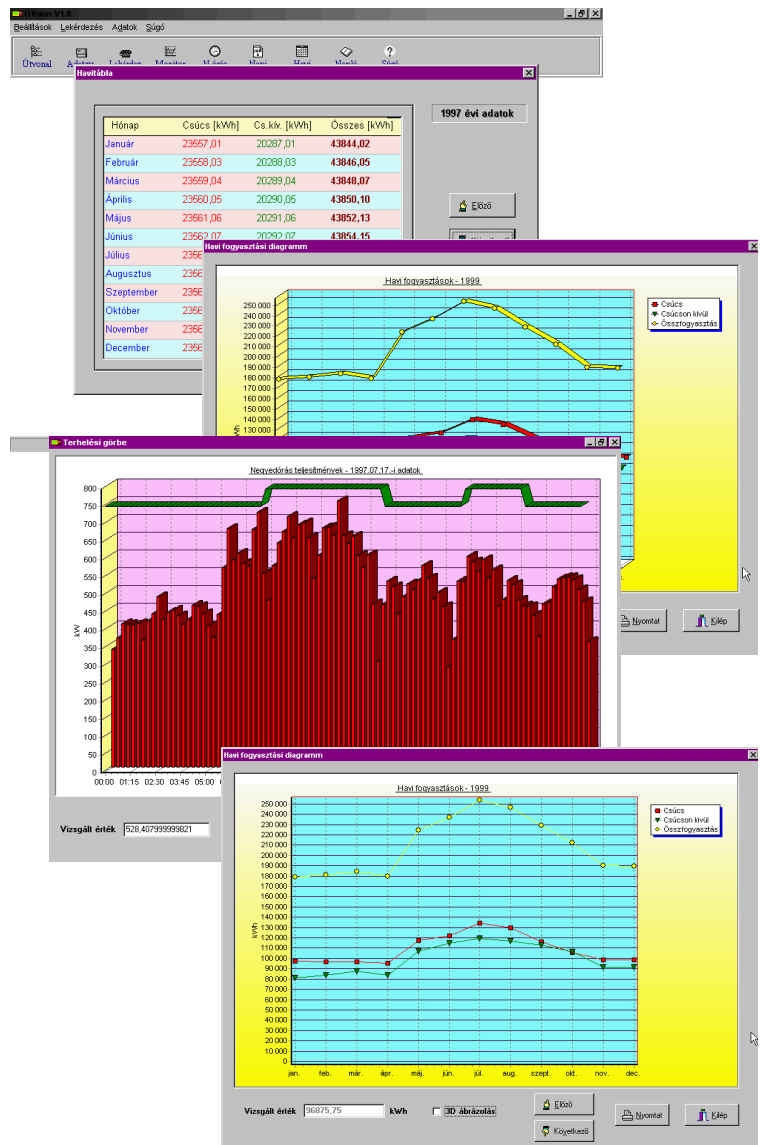 ITRwin V1.8
Beállítások Lekérdezés Adatok Súgó
Útvonal
Havitábla
1997 évi adatok
Hónap Csúcs [kWh] Cs.kív. [kWh] Összes [kWh]
Január 23557,01 20287,01 43844,02
Február 23558,03 20288,03 43846,05
Március 23559,04 20289,04 43848,07
Április 23560,05 20290,05 43850,10
Május 23561,06 20291,06 43852,13
Június 23562,07 20292,07 43854,15
Július
Augusztus
Szeptember
Október
November
December
Előző
Havi fogyasztási diagramm
Havi fogyasztások - 1999
250 000
240 000
230 000
220 000
210 000
200 000
190 000
180 000
170 000
160 000
150 000
140 000
130 000
Csúcs
Csúcson kívül
Összfogyasztás
Nyomtat
Kilép
Terhelési görbe
Negyedórás teljesítmények - 1997.07.17.-i adatok
kW
800
750
700
650
600
550
500
450
400
350
300
250
200
150
100
50
0
00:00 01:15 02:30 03:45 05:00
Vizsgált érték 528,407999999821
Havi fogyasztási diagramm
Havi fogyasztások - 1999
kWh
250 000
240 000
230 000
220 000
210 000
200 000
190 000
180 000
170 000
160 000
150 000
140 000
130 000
120 000
110 000
100 000
90 000
80 000
70 000
60 000
50 000
40 000
30 000
20 000
10 000
0
jan. feb. már. ápr. máj. jún. júl. aug. szept. okt. nov. dec.
Csúcs
Csúcson kívül
Összfogyasztás
Vizsgált érték 96875,75 kWh
3D ábrázolás
Előző
Következő
Nyomtat
Kilép